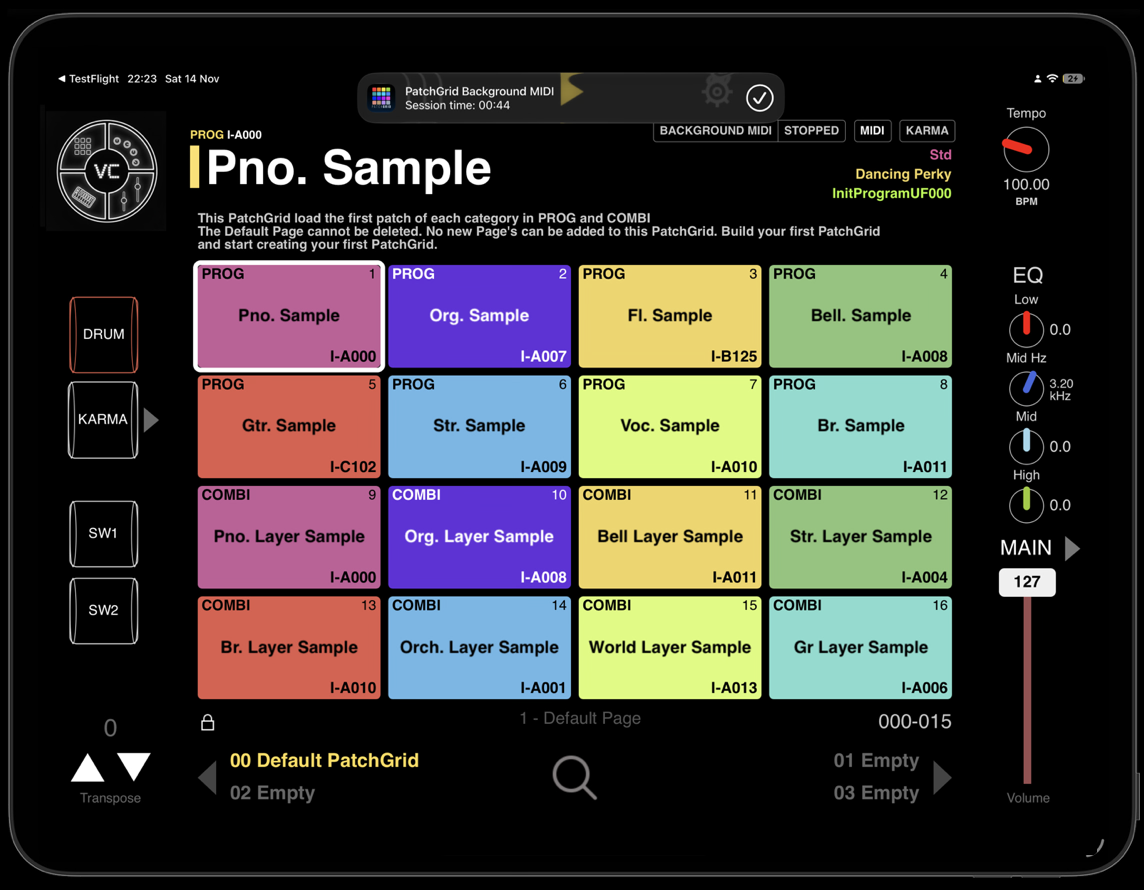 TestFlight 22:23 Sat 14 Nov
2
PatchGrid Background MIDI
Session time: 00:44
PROG I-A000
Pno. Sample
BACKGROUND MIDI STOPPED MIDI KARMA
Std
Dancing Perky
InitProgramUF000
This PatchGrid load the first patch of each category in PROG and COMBI
The Default Page cannot be deleted. No new Page's can be added to this PatchGrid. Build your first PatchGrid
and start creating your first PatchGrid.
VC
DRUM
KARMA
SW1
SW2
0
Transpose
PROG 1
Pno. Sample
I-A000
PROG 2
Org. Sample
I-A007
PROG 3
Fl. Sample
I-B125
PROG 4
Bell. Sample
I-A008
PROG 5
Gtr. Sample
I-C102
PROG 6
Str. Sample
I-A009
PROG 7
Voc. Sample
I-A010
PROG 8
Br. Sample
I-A011
COMBI 9
Pno. Layer Sample
I-A000
COMBI 10
Org. Layer Sample
I-A008
COMBI 11
Bell Layer Sample
I-A011
COMBI 12
Str. Layer Sample
I-A004
COMBI 13
Br. Layer Sample
I-A010
COMBI 14
Orch. Layer Sample
I-A001
COMBI 15
World Layer Sample
I-A013
COMBI 16
Gr Layer Sample
I-A006
1 - Default Page
000-015
00 Default PatchGrid
02 Empty
01 Empty
03 Empty
Tempo
100.00
BPM
EQ
Low
0.0
Mid Hz
3.20
kHz
Mid
0.0
High
0.0
MAIN
127
Volume